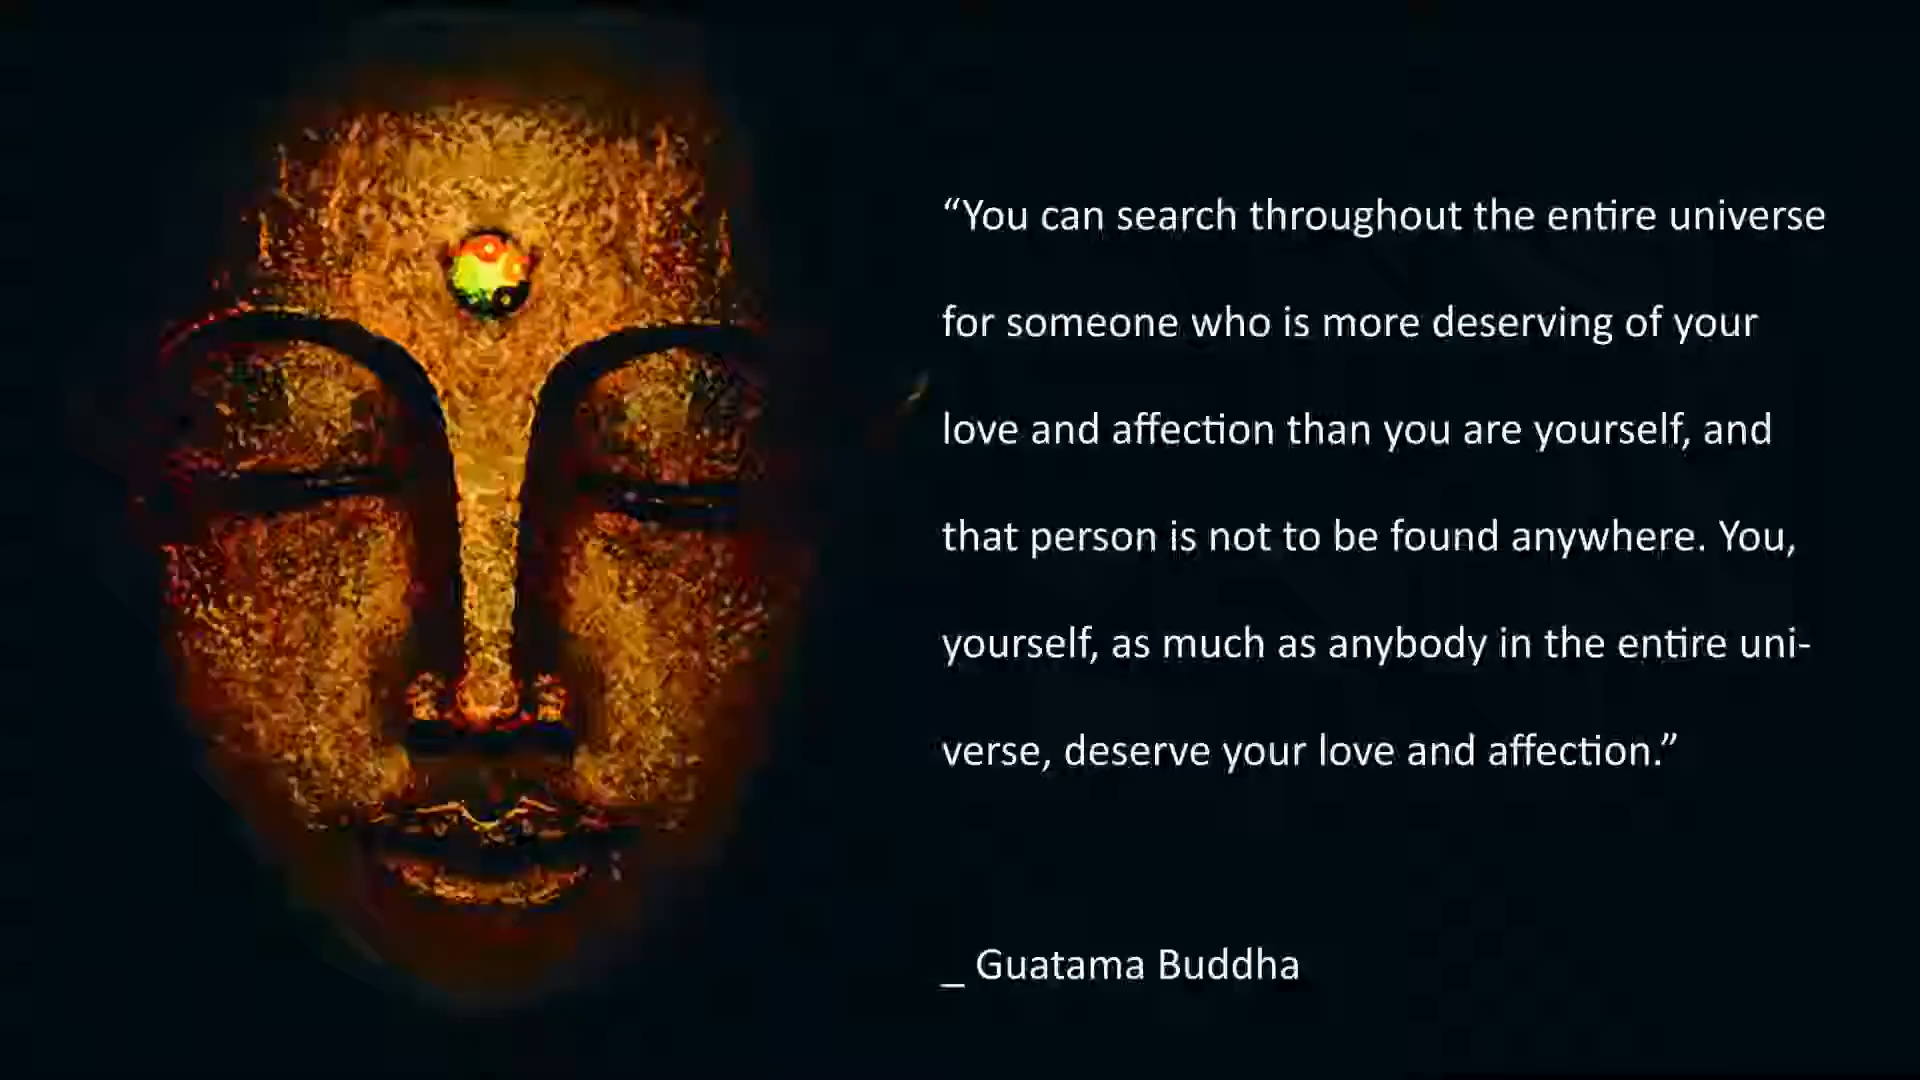 “You can search throughout the entire universe
for someone who is more deserving of your
love and affection than you are yourself, and
that person is not to be found anywhere. You,
yourself, as much as anybody in the entire uni-
verse, deserve your love and affection.”
_ Guatama Buddha